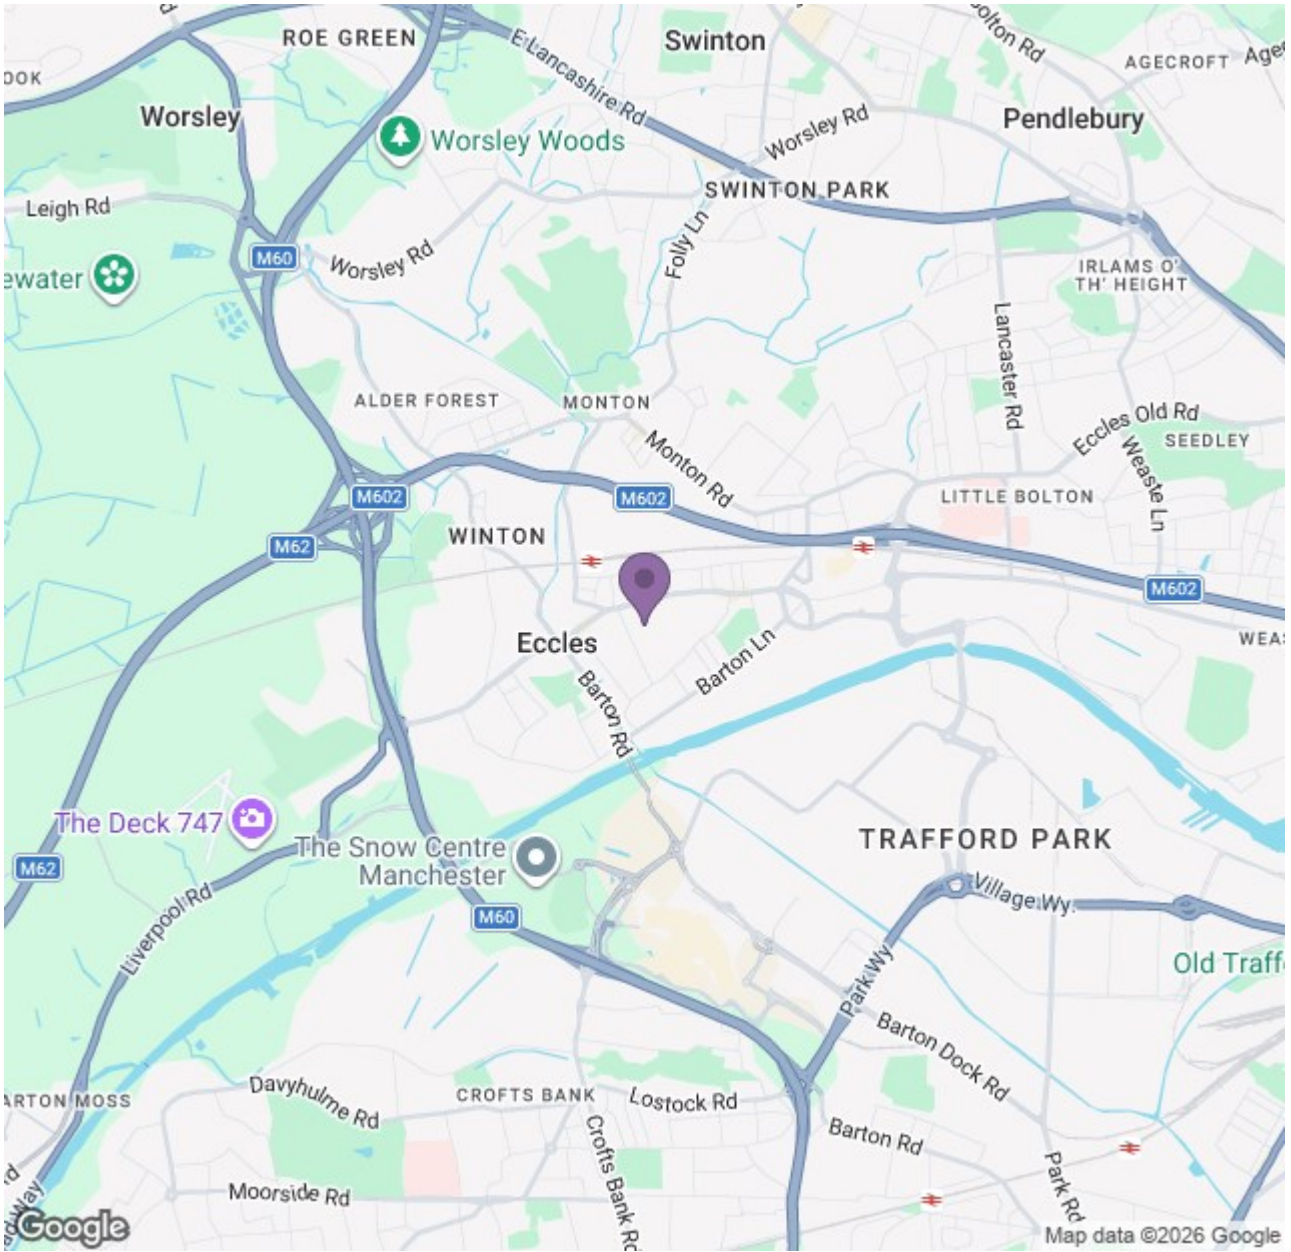 ROE GREEN
Swinton
E Lancashire Rd
olton Rd
AGECROFT
Agec
OOK
Worsley
Worsley Woods
Worsley Rd
Pendlebury
SWINTON PARK
Leigh Rd
Folly Ln
M60
Worsley Rd
ewater
IRLAMS O'
TH' HEIGHT
Lancaster Rd
ALDER FOREST
MONTON
Eccles Old Rd
SEEDLEY
Monton Rd
Weaste Ln
M602
M602
LITTLE BOLTON
WINTON
M62
M602
Eccles
Barton Ln
WEAS
Barton Rd
The Deck 747
TRAFFORD PARK
The Snow Centre
Manchester
M62
Village Wy.
Liverpool Rd
M60
Old Traff
Park Wy
Barton Dock Rd
ARTON MOSS
Davyhulme Rd
CROFTS BANK
Lostock Rd
Barton Rd
Crofts Bank Rd
Park Rd
Moorside Rd
Way
Google
Map data ©2026 Google